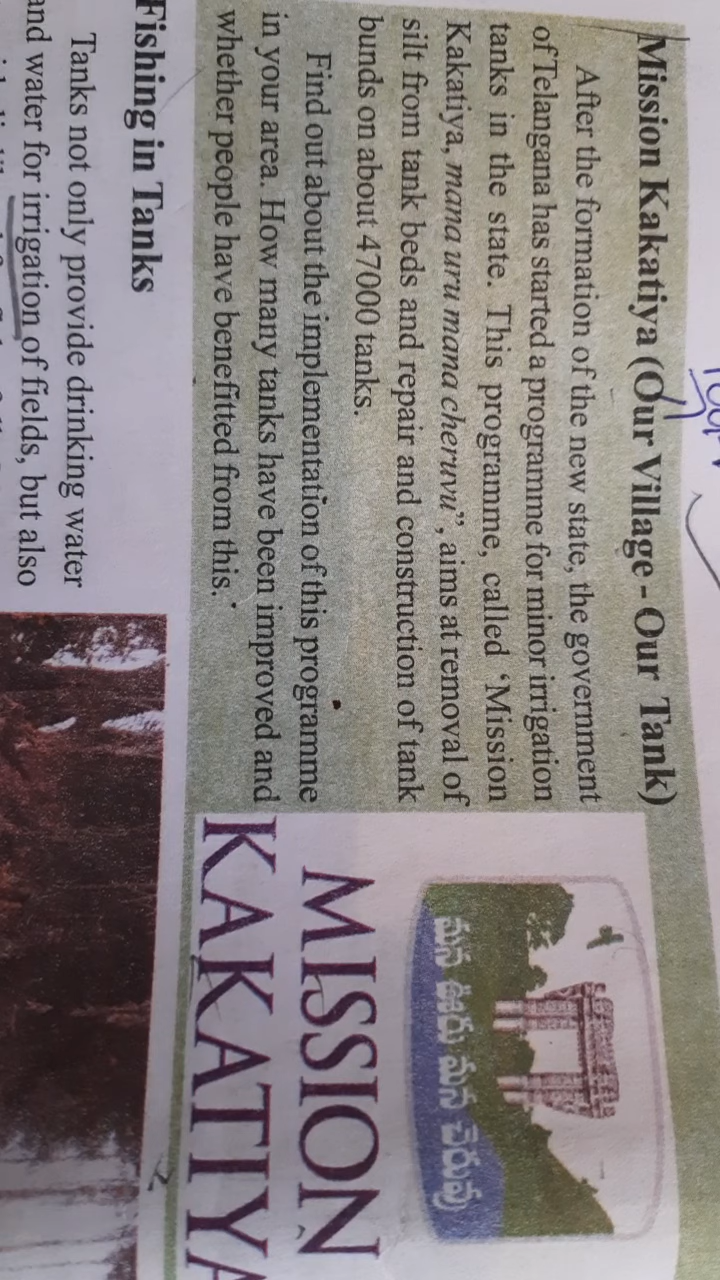 Mission Kakatiya (Our Village - Our Tank)
After the formation of the new state, the government
of Telangana has started a programme for minor irrigation
tanks in the state. This programme, called ‘Mission
Kakatiya, mana uru mana cheruvu”, aims at removal of
silt from tank beds and repair and construction of tank
bunds on about 47000 tanks.
Find out about the implementation of this programme
in your area. How many tanks have been improved and
whether people have benefitted from this.
మన ఊరు మన చెరువు
MISSION
KAKATIYA
Fishing in Tanks
Tanks not only provide drinking water
and water for irrigation of fields, but also